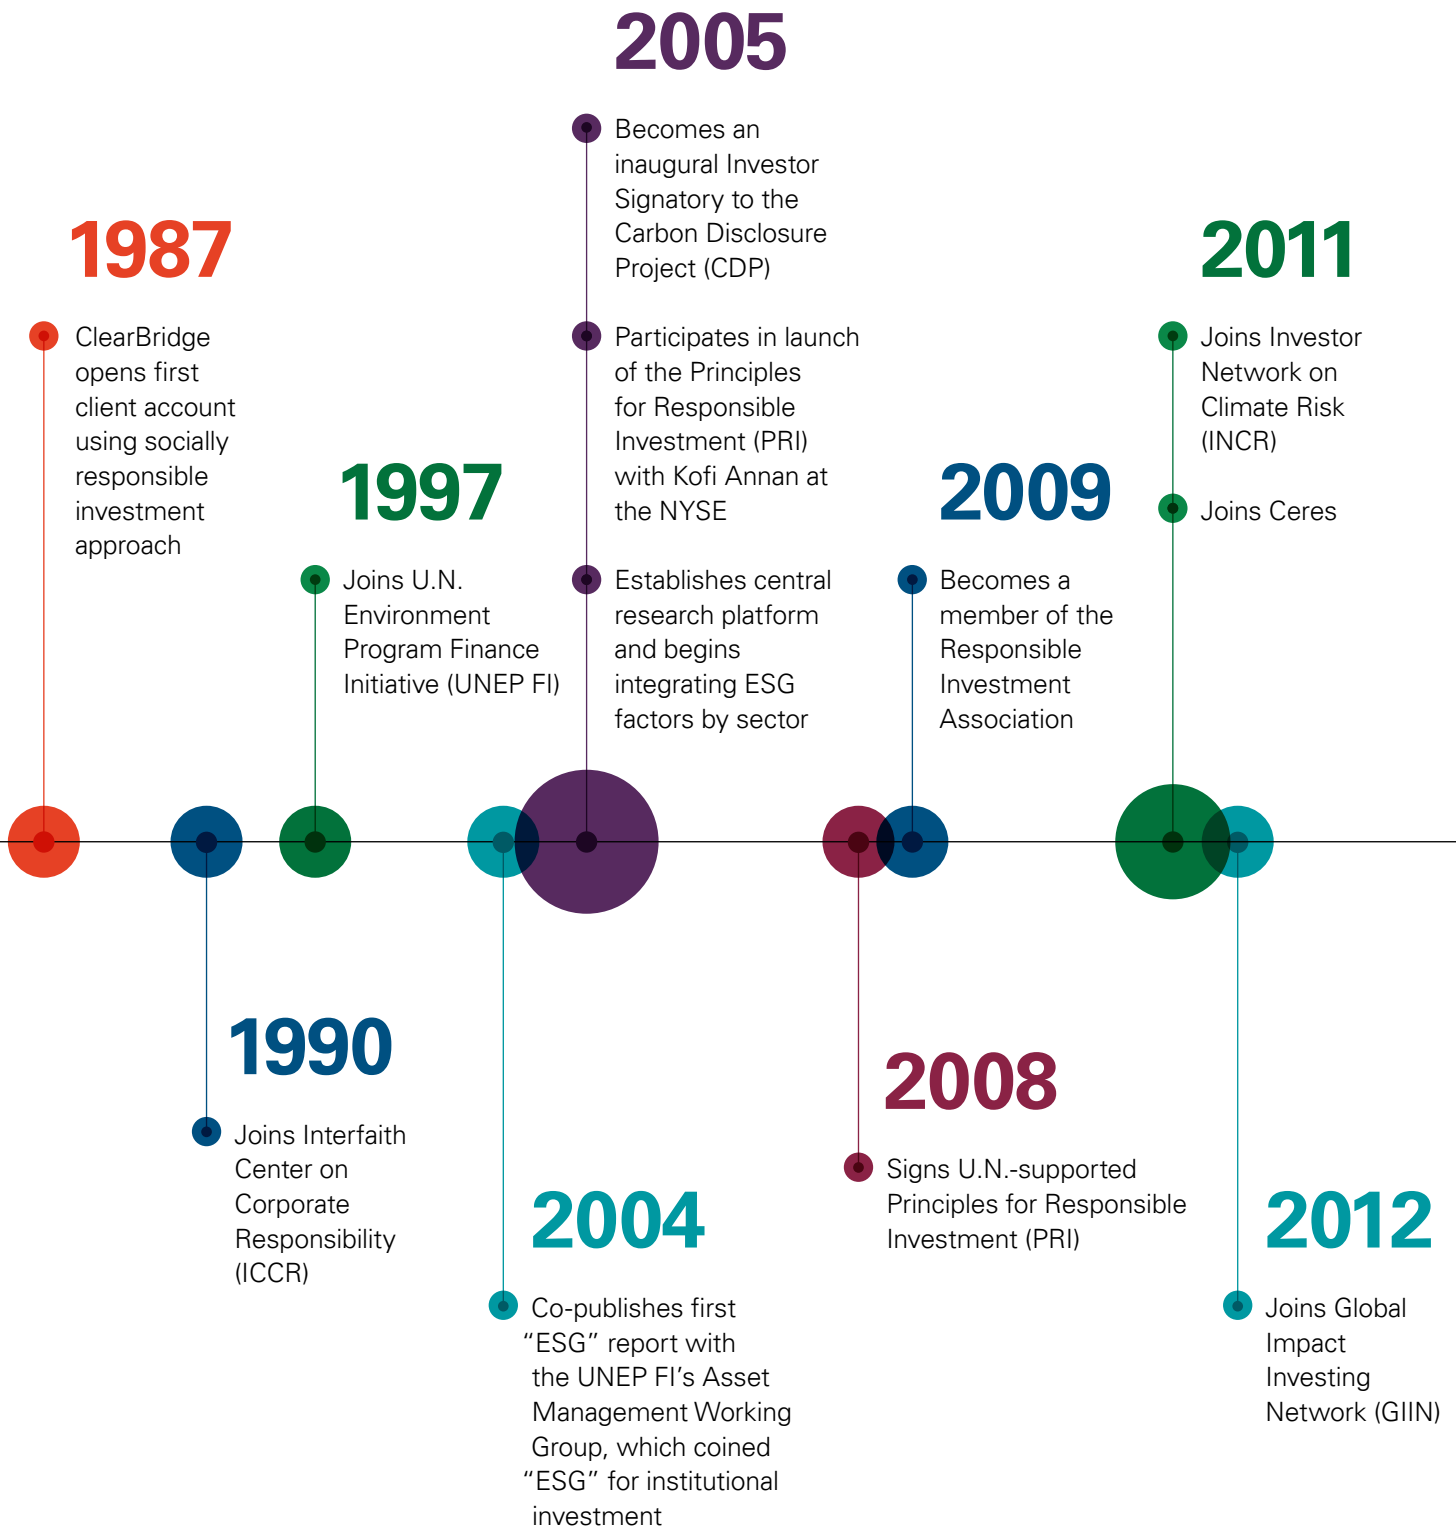 1987
ClearBridge
opens first
client account
using socially
responsible
investment
approach
1990
Joins Interfaith
Center on
Corporate
Responsibility
(ICCR)
1997
Joins U.N.
Environment
Program Finance
Initiative (UNEP FI)
2004
Co-publishes first
“ESG” report with
the UNEP FI’s Asset
Management Working
Group, which coined
“ESG” for institutional
investment
2005
Becomes an
inaugural Investor
Signatory to the
Carbon Disclosure
Project (CDP)
Participates in launch
of the Principles
for Responsible
Investment (PRI)
with Kofi Annan at
the NYSE
Establishes central
research platform
and begins
integrating ESG
factors by sector
2008
Signs U.N.-supported
Principles for Responsible
Investment (PRI)
2009
Becomes a
member of the
Responsible
Investment
Association
2011
Joins Investor
Network on
Climate Risk
(INCR)
Joins Ceres
2012
Joins Global
Impact
Investing
Network (GIIN)